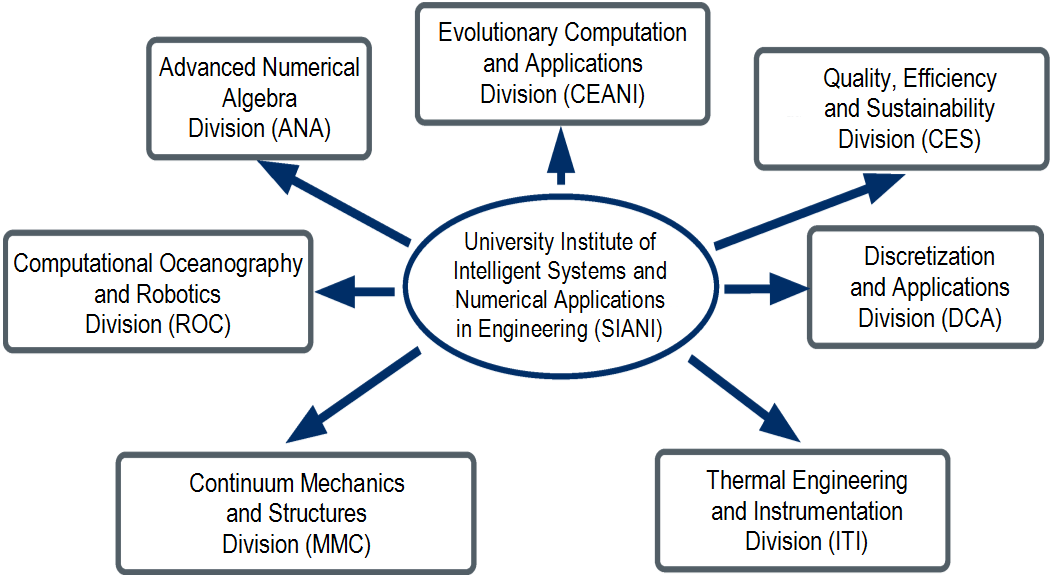 Evolutionary Computation
and Applications
Division (CEANI)
Advanced Numerical
Algebra
Division (ANA)
Quality, Efficiency
and Sustainability
Division (CES)
Computational Oceanography
and Robotics
Division (ROC)
University Institute of
Intelligent Systems and
Numerical Applications
in Engineering (SIANI)
Discretization
and Applications
Division (DCA)
Continuum Mechanics
and Structures
Division (MMC)
Thermal Engineering
and Instrumentation
Division (ITI)